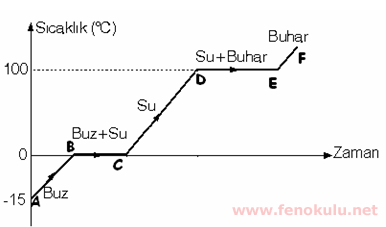 Sıcaklık (°C)
Buhar
F
Su+Buhar
100
D
E
Su
Buz+Su
B
0
C
Zaman
-15
A
Buz
www.fenokulu.net